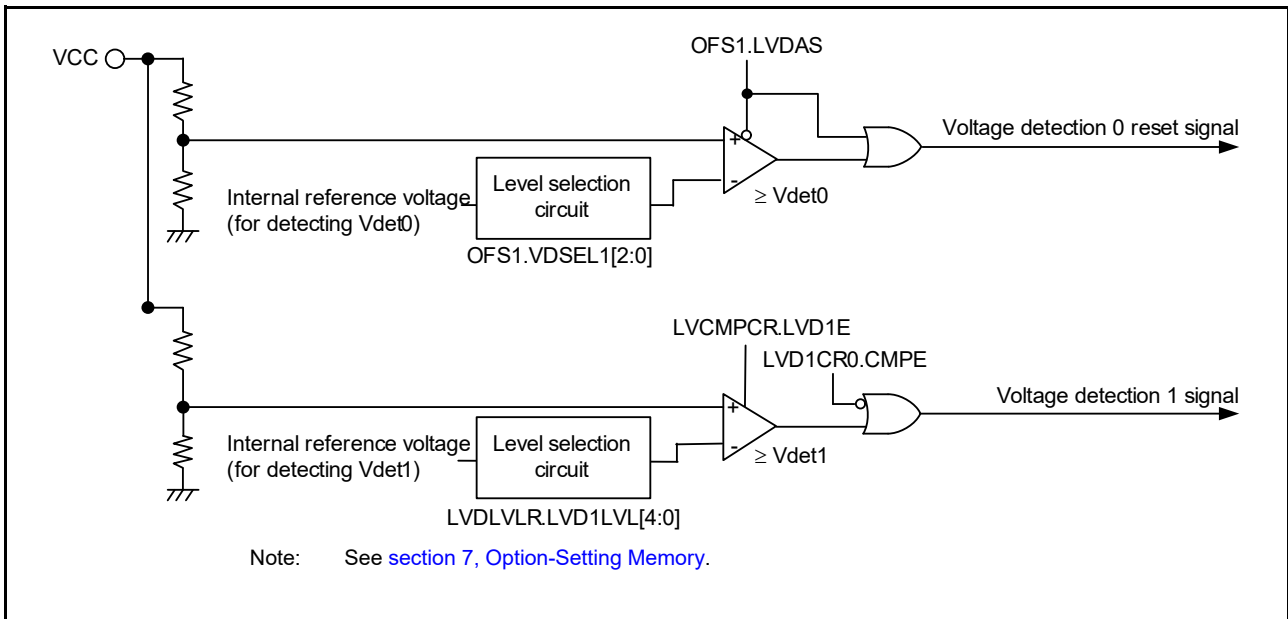 VCC
OFS1.LVDAS
Voltage detection 0 reset signal
+
-
≥ Vdet0
Internal reference voltage
(for detecting Vdet0)
Level selection
circuit
OFS1.VDSEL1[2:0]
LVCMPCR.LVD1E
LVD1CR0.CMPE
Voltage detection 1 signal
+
-
≥ Vdet1
Internal reference voltage
(for detecting Vdet1)
Level selection
circuit
LVDLVLR.LVD1LVL[4:0]
Note: See section 7, Option-Setting Memory.